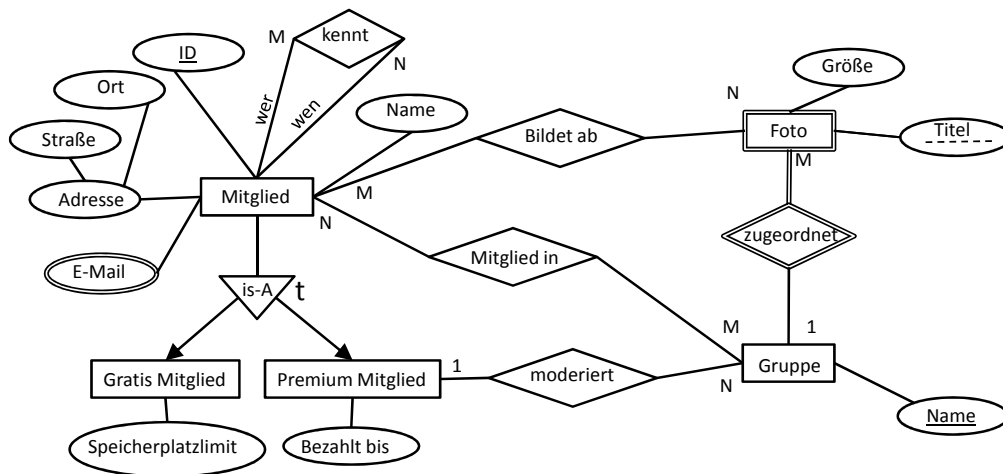 kennt
M
N
wer
wen
ID
Ort
Straße
Adresse
E-Mail
Name
Mitglied
M
N
Bildet ab
N
Größe
Foto
Titel
M
zugeordnet
Mitglied in
is-A
t
M
1
Gratis Mitglied
Premium Mitglied
1
moderiert
N
Gruppe
Speicherplatzlimit
Bezahlt bis
Name